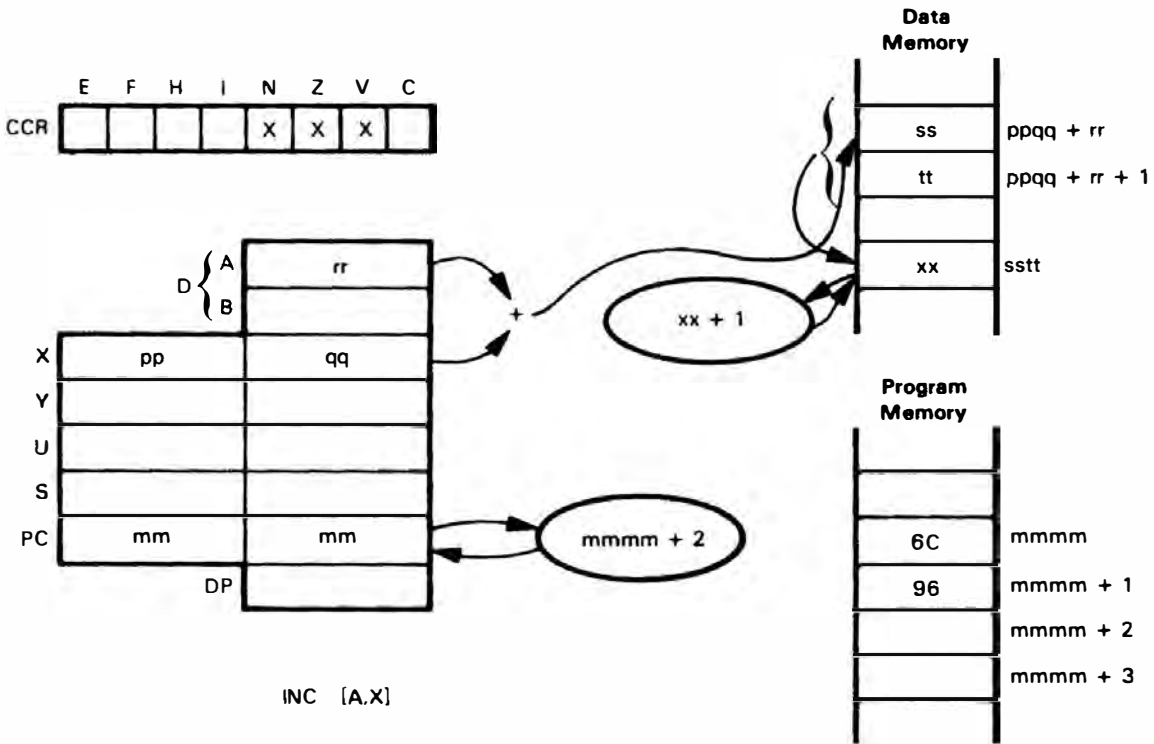 Data
Memory
E F H I N Z V C
CCR X X X
ss ppqq + rr
tt ppqq + rr + 1
xx sstt
D { A rr
B
+
xx + 1
X pp qq
Y
U
S
PC mm mm
mmmm + 2
DP
Program
Memory
6C mmmm
96 mmmm + 1
mmmm + 2
mmmm + 3
INC [A,X]